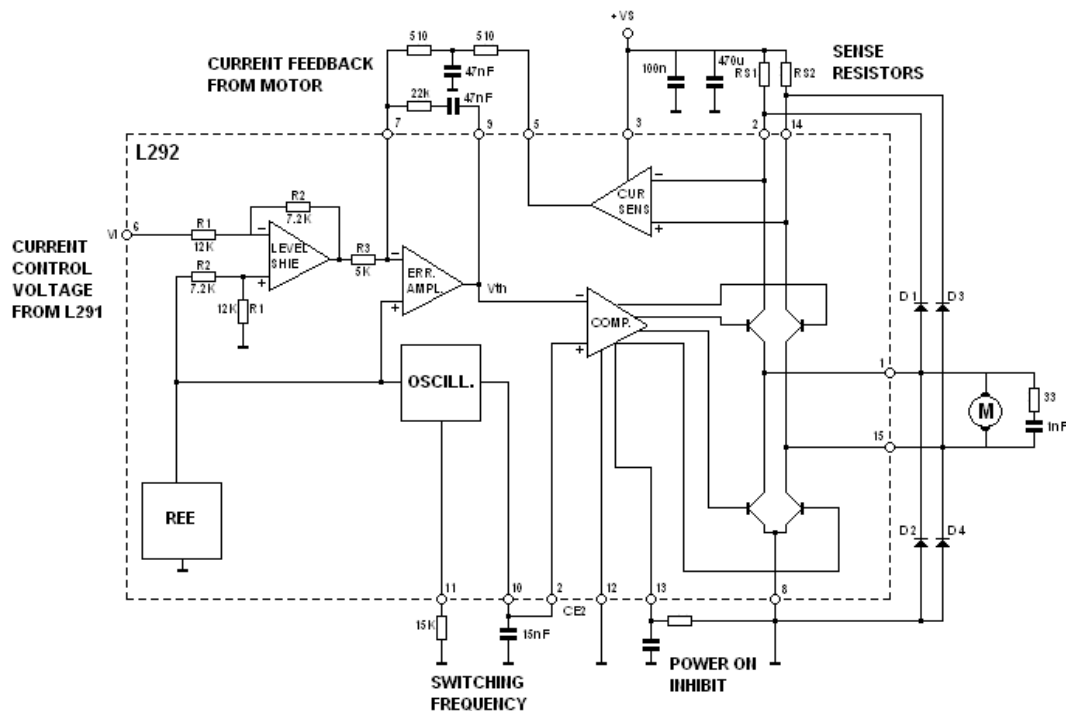 +VS
510
510
CURRENT FEEDBACK
FROM MOTOR
47nF
100n
470u
RS1
RS2
SENSE
RESISTORS
22k
47nF
7
9
5
3
2
14
L292
CUR
SENS
-
+
VI
6
R1
12K
R2
7.2K
-
LEVEL
SHIE
+
R3
5K
-
ERR.
AMPL.
+
Vth
CURRENT
CONTROL
VOLTAGE
FROM L291
R2
7.2K
12K
R1
-
COMP.
+
D1
D3
OSCILL.
1
M
33
1nF
15
REE
D2
D4
11
10
2
12
13
8
CE2
15K
15nF
SWITCHING
FREQUENCY
POWER ON
INHIBIT